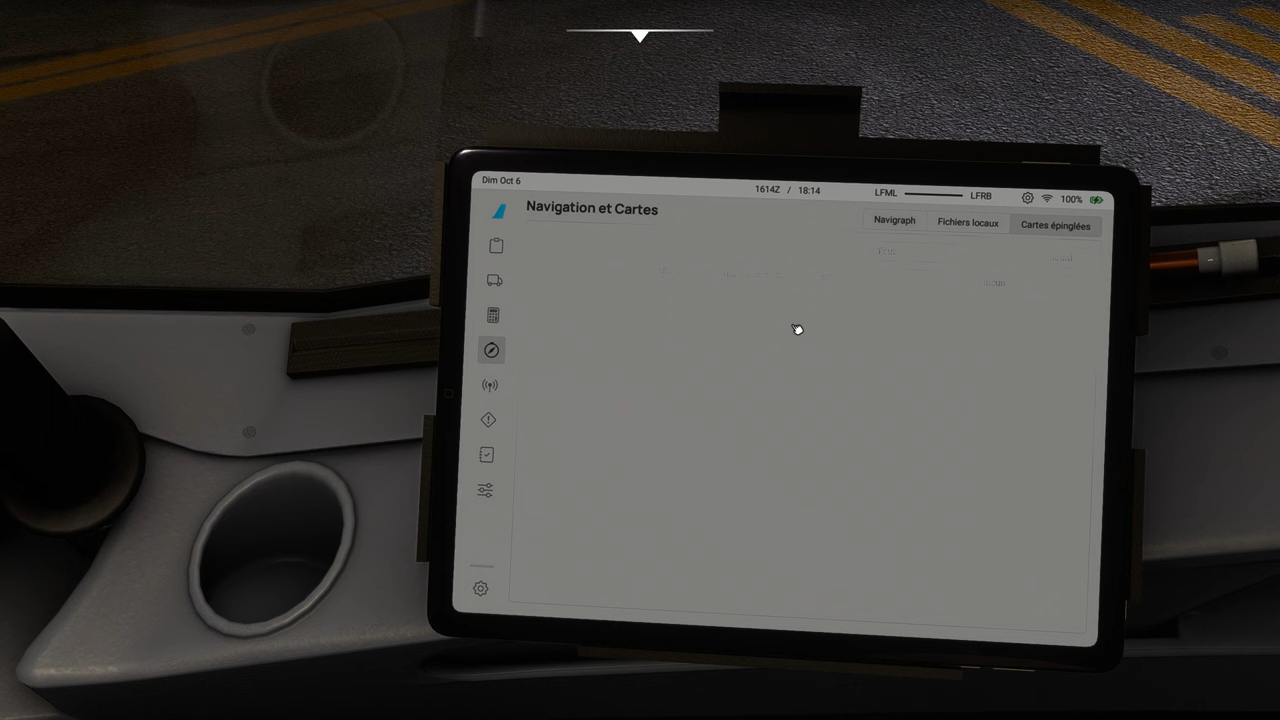 Dim Oct 6
1614Z / 18:14
LFML
LFRB
100%
Navigation et Cartes
Navigraph
Fichiers locaux
Cartes épinglées